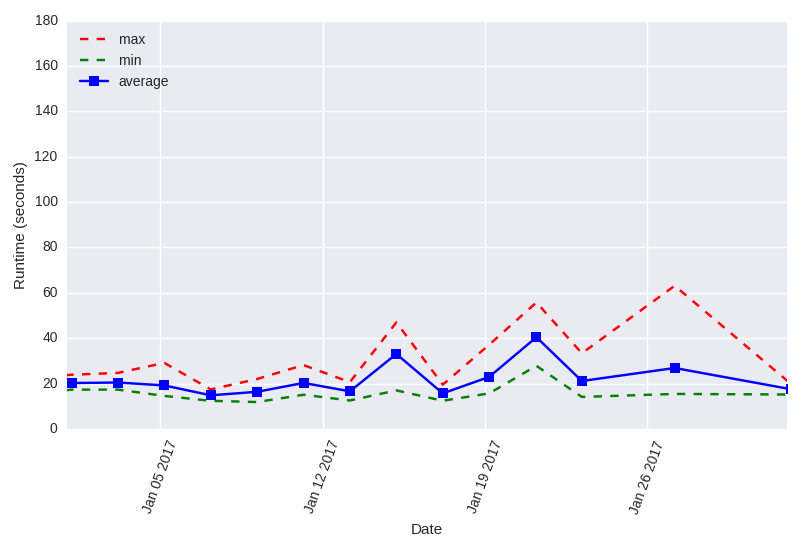 180
160
140
120
100
80
60
40
20
0
max
min
average
Runtime (seconds)
Jan 05 2017
Jan 12 2017
Jan 19 2017
Jan 26 2017
Date